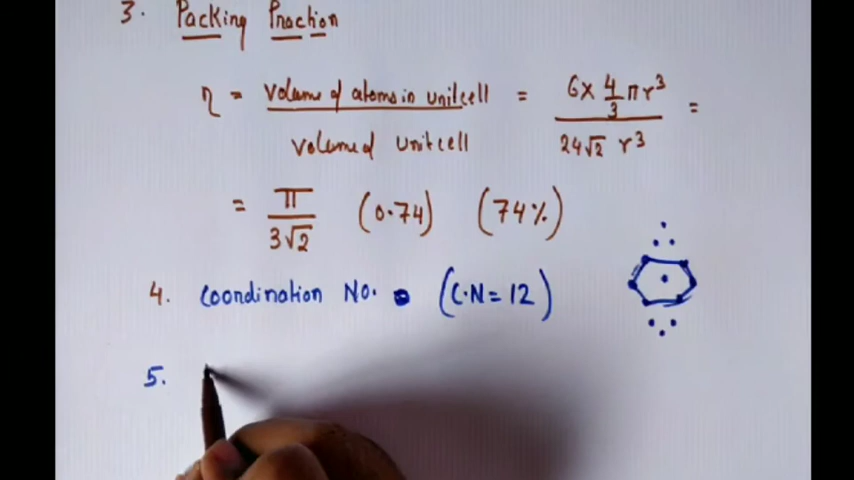 3. Packing Fraction
η = volume of atoms in unitcell / volume of unitcell = 6 × 4/3 πr³ / 24√2 r³ =
= π / 3√2 (0.74) (74%)
4. Coordination No. (C.N = 12)
5.